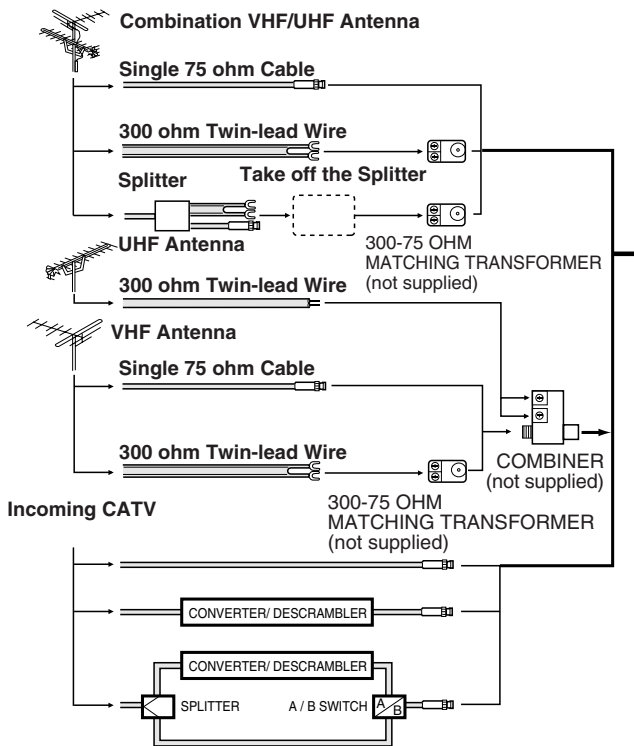 Combination VHF/UHF Antenna
Single 75 ohm Cable
300 ohm Twin-lead Wire
Splitter
Take off the Splitter
UHF Antenna
300-75 OHM
MATCHING TRANSFORMER
(not supplied)
300 ohm Twin-lead Wire
VHF Antenna
Single 75 ohm Cable
300 ohm Twin-lead Wire
COMBINER
(not supplied)
Incoming CATV
300-75 OHM
MATCHING TRANSFORMER
(not supplied)
CONVERTER/ DESCRAMBLER
CONVERTER/ DESCRAMBLER
SPLITTER
A / B SWITCH
A
B